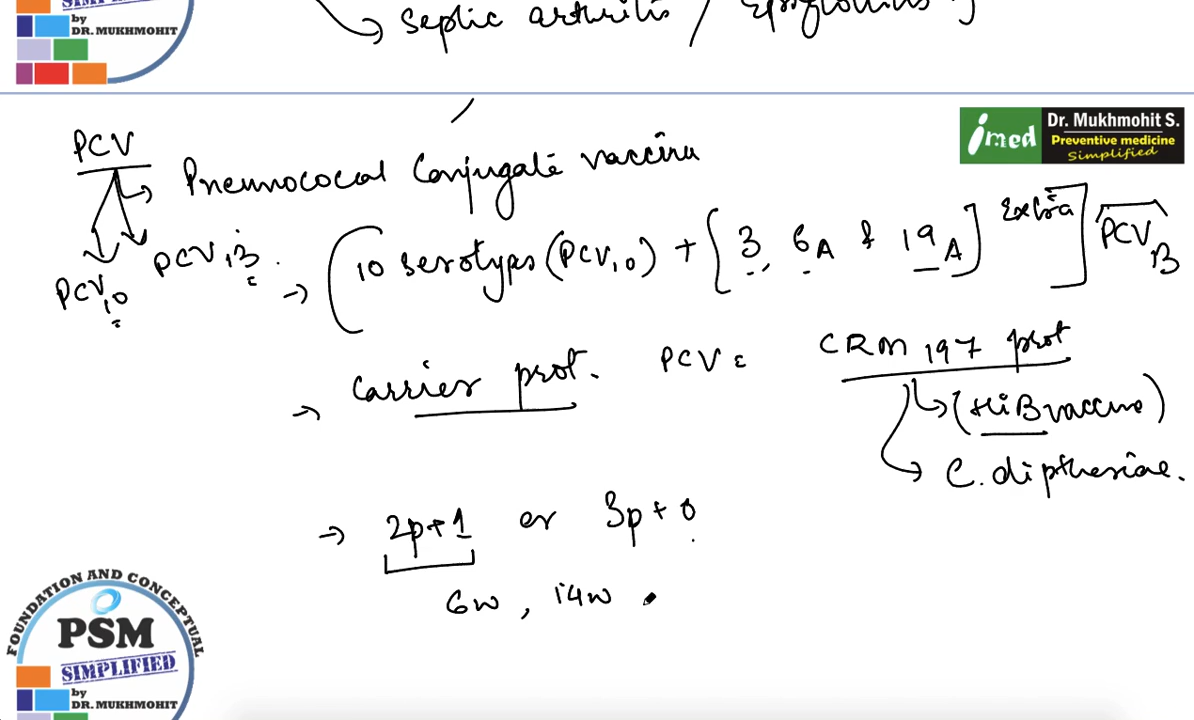 SIMPLIFIED
by
DR. MUKHMOHIT
Septic arthritis /
imed
Dr. Mukhmohit S.
Preventive medicine
Simplified
PCV
Pneumococcal Conjugate vaccine
PCV10
PCV13
(10 serotypes (PCV10) + [3, 6A & 19A] Extra] PCV13
Carrier prot. PCV = CRM 197 prot
(HiB vaccine)
C. diptheriae.
2p+1 or 3p+0
6w, 14w
FOUNDATION AND CONCEPTUAL
PSM
SIMPLIFIED
by
DR. MUKHMOHIT